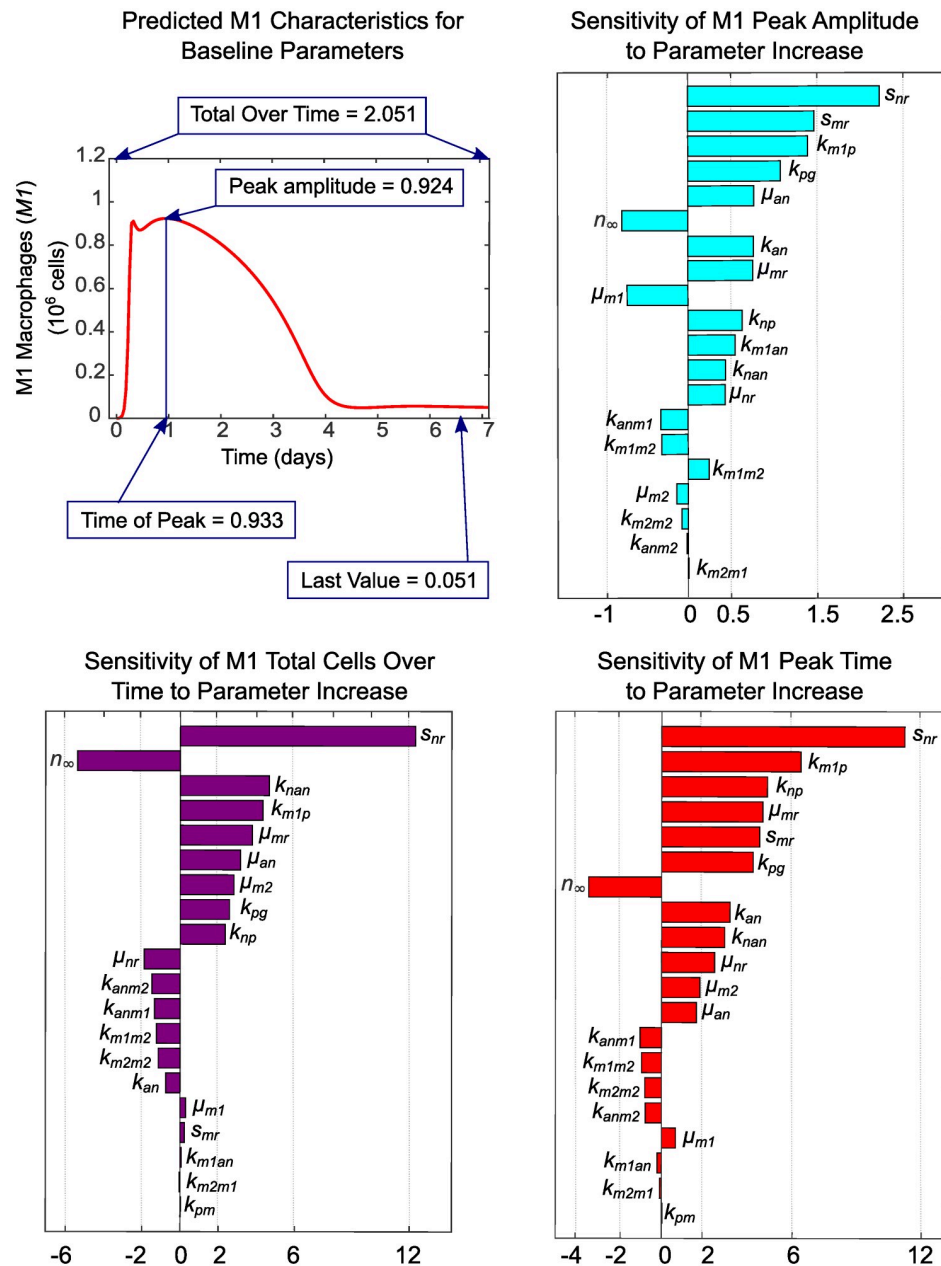 Predicted M1 Characteristics for
Baseline Parameters
Total Over Time = 2.051
Peak amplitude = 0.924
M1 Macrophages (M1)
(10⁶ cells)
1.2
1
0.8
0.6
0.4
0.2
0
0 1 2 3 4 5 6 7
Time (days)
Time of Peak = 0.933
Last Value = 0.051
Sensitivity of M1 Peak Amplitude
to Parameter Increase
s_nr
s_mr
k_m1p
k_pg
μ_an
n_∞
k_an
μ_mr
μ_m1
k_np
k_m1an
k_nan
μ_nr
k_anm1
k_m1m2
k_m1m2
μ_m2
k_m2m2
k_anm2
k_m2m1
-1 0 0.5 1.5 2.5
Sensitivity of M1 Total Cells Over
Time to Parameter Increase
s_nr
n_∞
k_nan
k_m1p
μ_mr
μ_an
μ_m2
k_pg
k_np
μ_nr
k_anm2
k_anm1
k_m1m2
k_m2m2
k_an
μ_m1
s_mr
k_m1an
k_m2m1
k_pm
-6 -2 0 2 6 12
Sensitivity of M1 Peak Time
to Parameter Increase
s_nr
k_m1p
k_np
μ_mr
s_mr
k_pg
n_∞
k_an
k_nan
μ_nr
μ_m2
μ_an
k_anm1
k_m1m2
k_m2m2
k_anm2
μ_m1
k_m1an
k_m2m1
k_pm
-4 -2 0 2 6 12